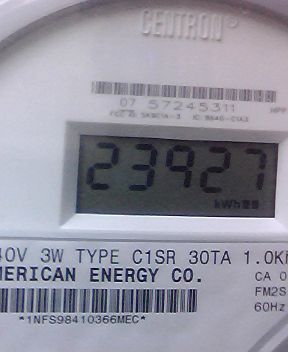 CENTRON®
07 57245311
23927
kWh
40V 3W TYPE C1SR 30TA 1.0K
MERICAN ENERGY CO.
CA 0
FM2S
60Hz
*1NFS98410366MEC*